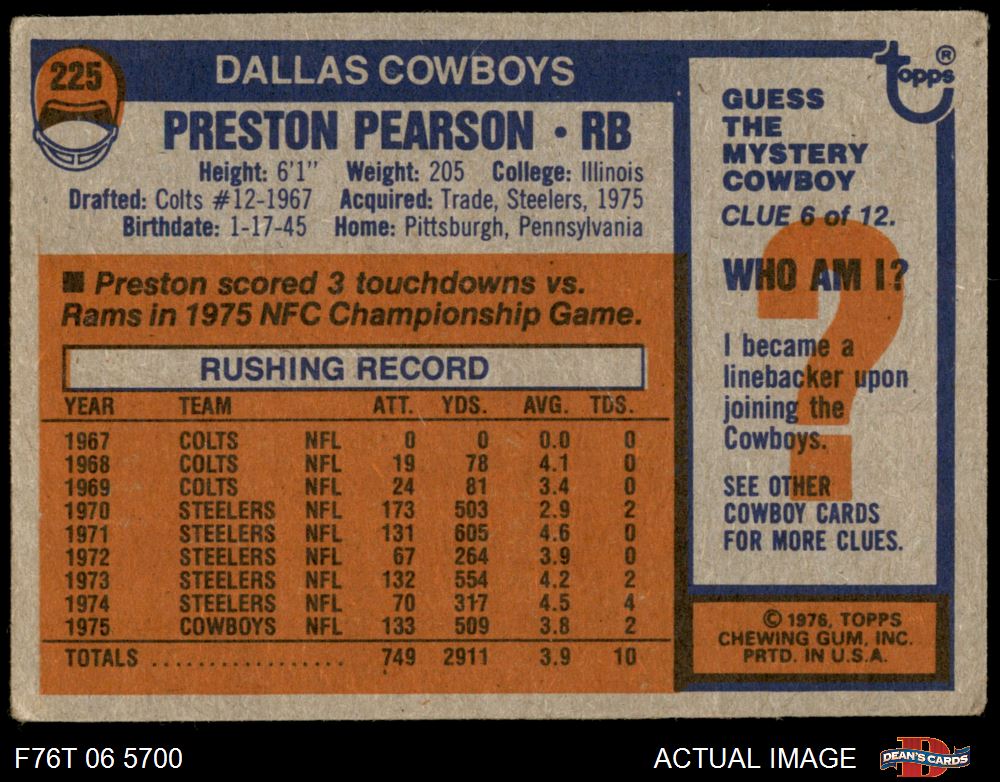 225
DALLAS COWBOYS
PRESTON PEARSON • RB
Height: 6'1" Weight: 205 College: Illinois
Drafted: Colts #12-1967 Acquired: Trade, Steelers, 1975
Birthdate: 1-17-45 Home: Pittsburgh, Pennsylvania
■ Preston scored 3 touchdowns vs.
Rams in 1975 NFC Championship Game.
RUSHING RECORD
YEAR TEAM ATT. YDS. AVG. TDS.
1967 COLTS NFL 0 0 0.0 0
1968 COLTS NFL 19 78 4.1 0
1969 COLTS NFL 24 81 3.4 0
1970 STEELERS NFL 173 503 2.9 2
1971 STEELERS NFL 131 605 4.6 0
1972 STEELERS NFL 67 264 3.9 0
1973 STEELERS NFL 132 554 4.2 2
1974 STEELERS NFL 70 317 4.5 4
1975 COWBOYS NFL 133 509 3.8 2
TOTALS .................. 749 2911 3.9 10
topps ®
GUESS
THE
MYSTERY
COWBOY
CLUE 6 of 12.
?
WHO AM I?
I became a
linebacker upon
joining the
Cowboys.
SEE OTHER
COWBOY CARDS
FOR MORE CLUES.
© 1976, TOPPS
CHEWING GUM, INC.
PRTD. IN U.S.A.
F76T 06 5700
ACTUAL IMAGE
DEAN'S CARDS